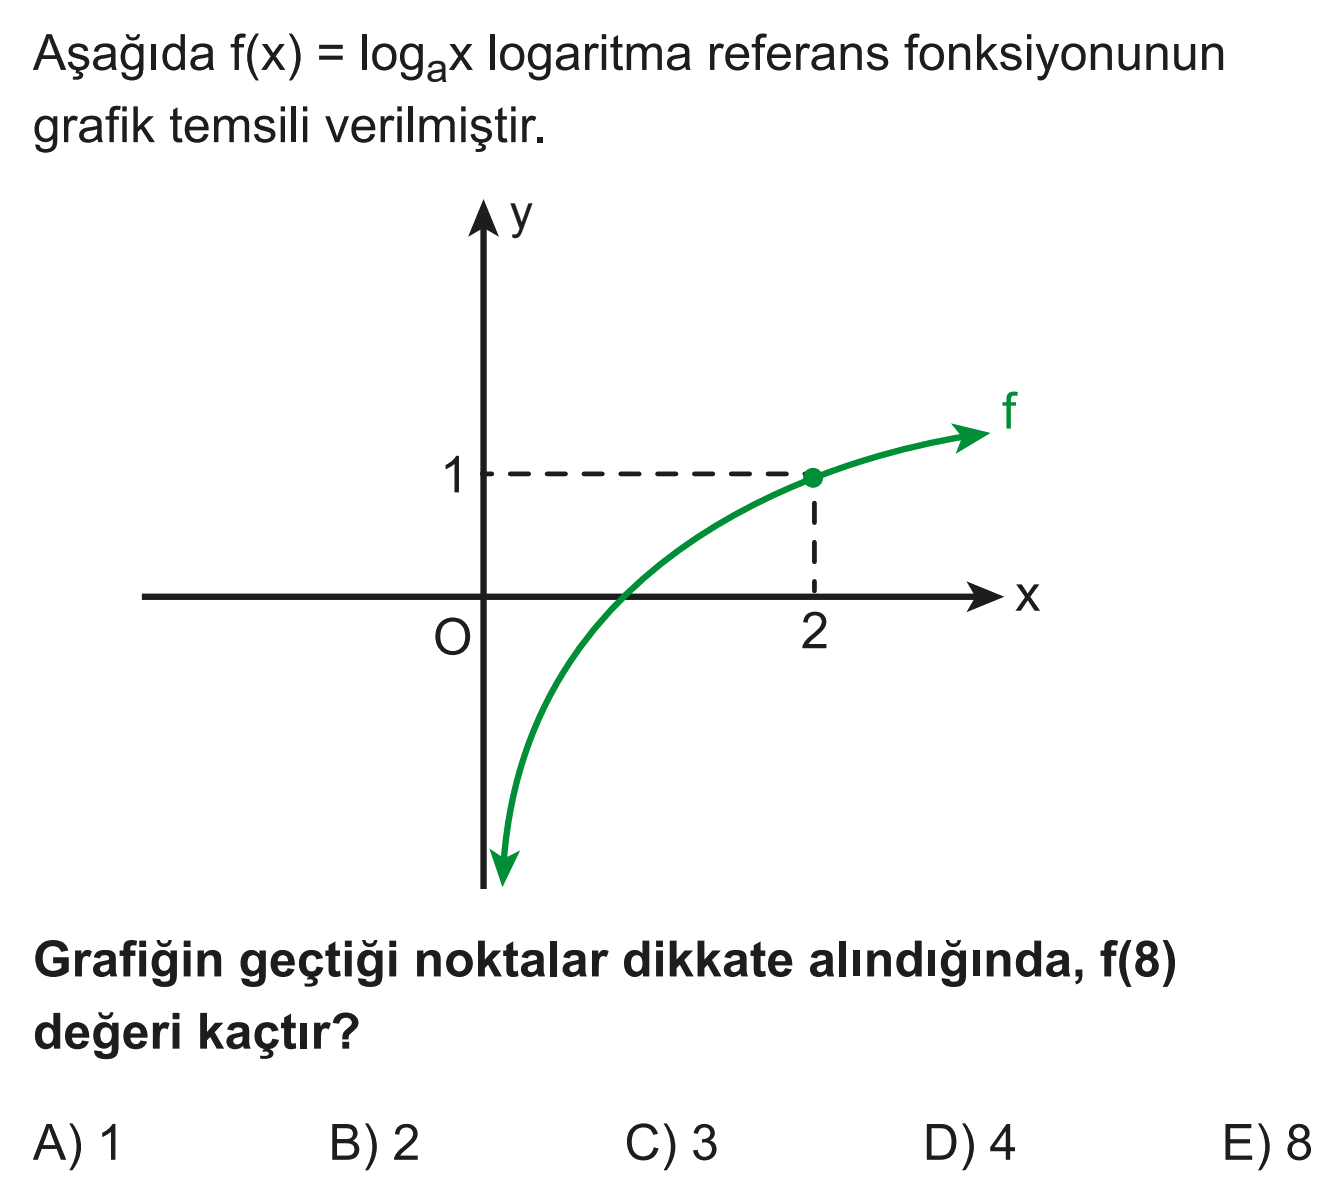 Aşağıda f(x) = logₐx logaritma referans fonksiyonunun
grafik temsili verilmiştir.
y
f
1
x
O
2
Grafiğin geçtiği noktalar dikkate alındığında, f(8)
değeri kaçtır?
A) 1 B) 2 C) 3 D) 4 E) 8